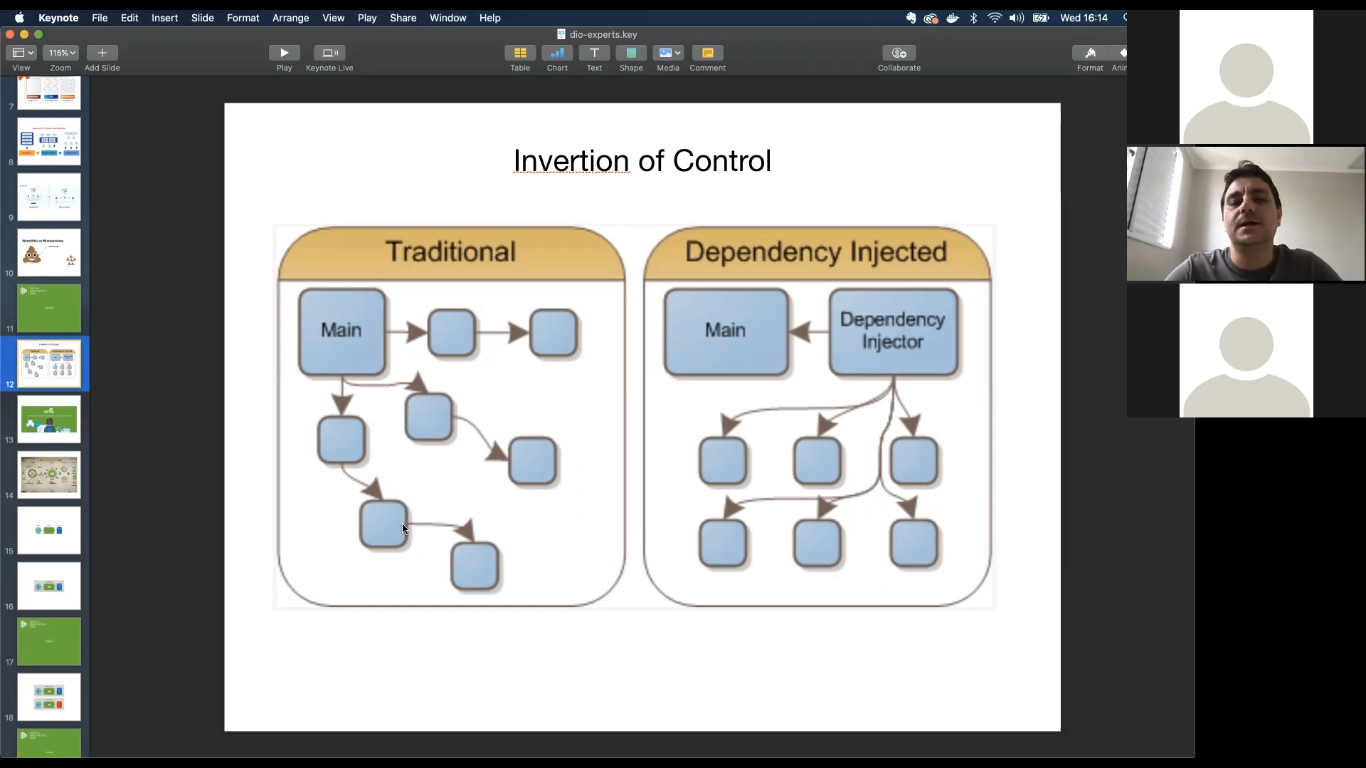 Keynote File Edit Insert Slide Format Arrange View Play Share Window Help Wed 16:14
dio-experts.key
115%
View Zoom Add Slide Play Keynote Live Table Chart Text Shape Media Comment Collaborate Format
7
8
9
10
11
12
13
14
15
16
17
18
Invertion of Control
Traditional
Main
Dependency Injected
Main
Dependency
Injector